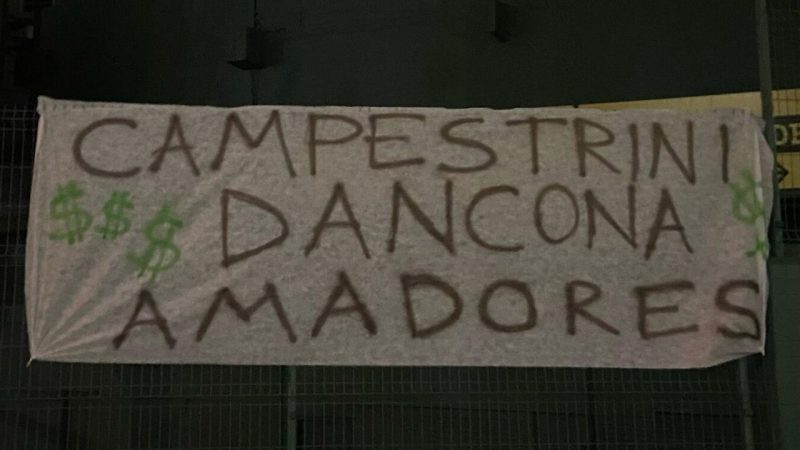 CAMPESTRINI
$$$ DANCONA $
AMADORES